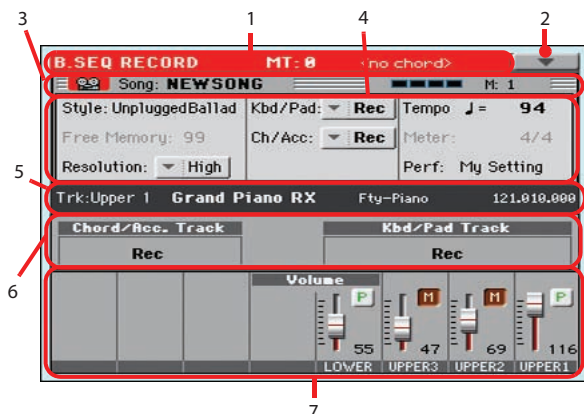 1
2
3
4
B.SEQ RECORD MT: 0 <no chord>
Song: NEWSONG M: 1
Style: UnpluggedBallad Kbd/Pad: Rec Tempo ♩= 94
Free Memory: 99 Ch/Acc: Rec Meter: 4/4
Resolution: High Perf: My Setting
5
Trk:Upper 1 Grand Piano RX Fty-Piano 121.010.000
Chord/Acc. Track Kbd/Pad Track
Rec Rec
6
Volume
P M M P
55 47 69 116
LOWER UPPER3 UPPER2 UPPER1
7